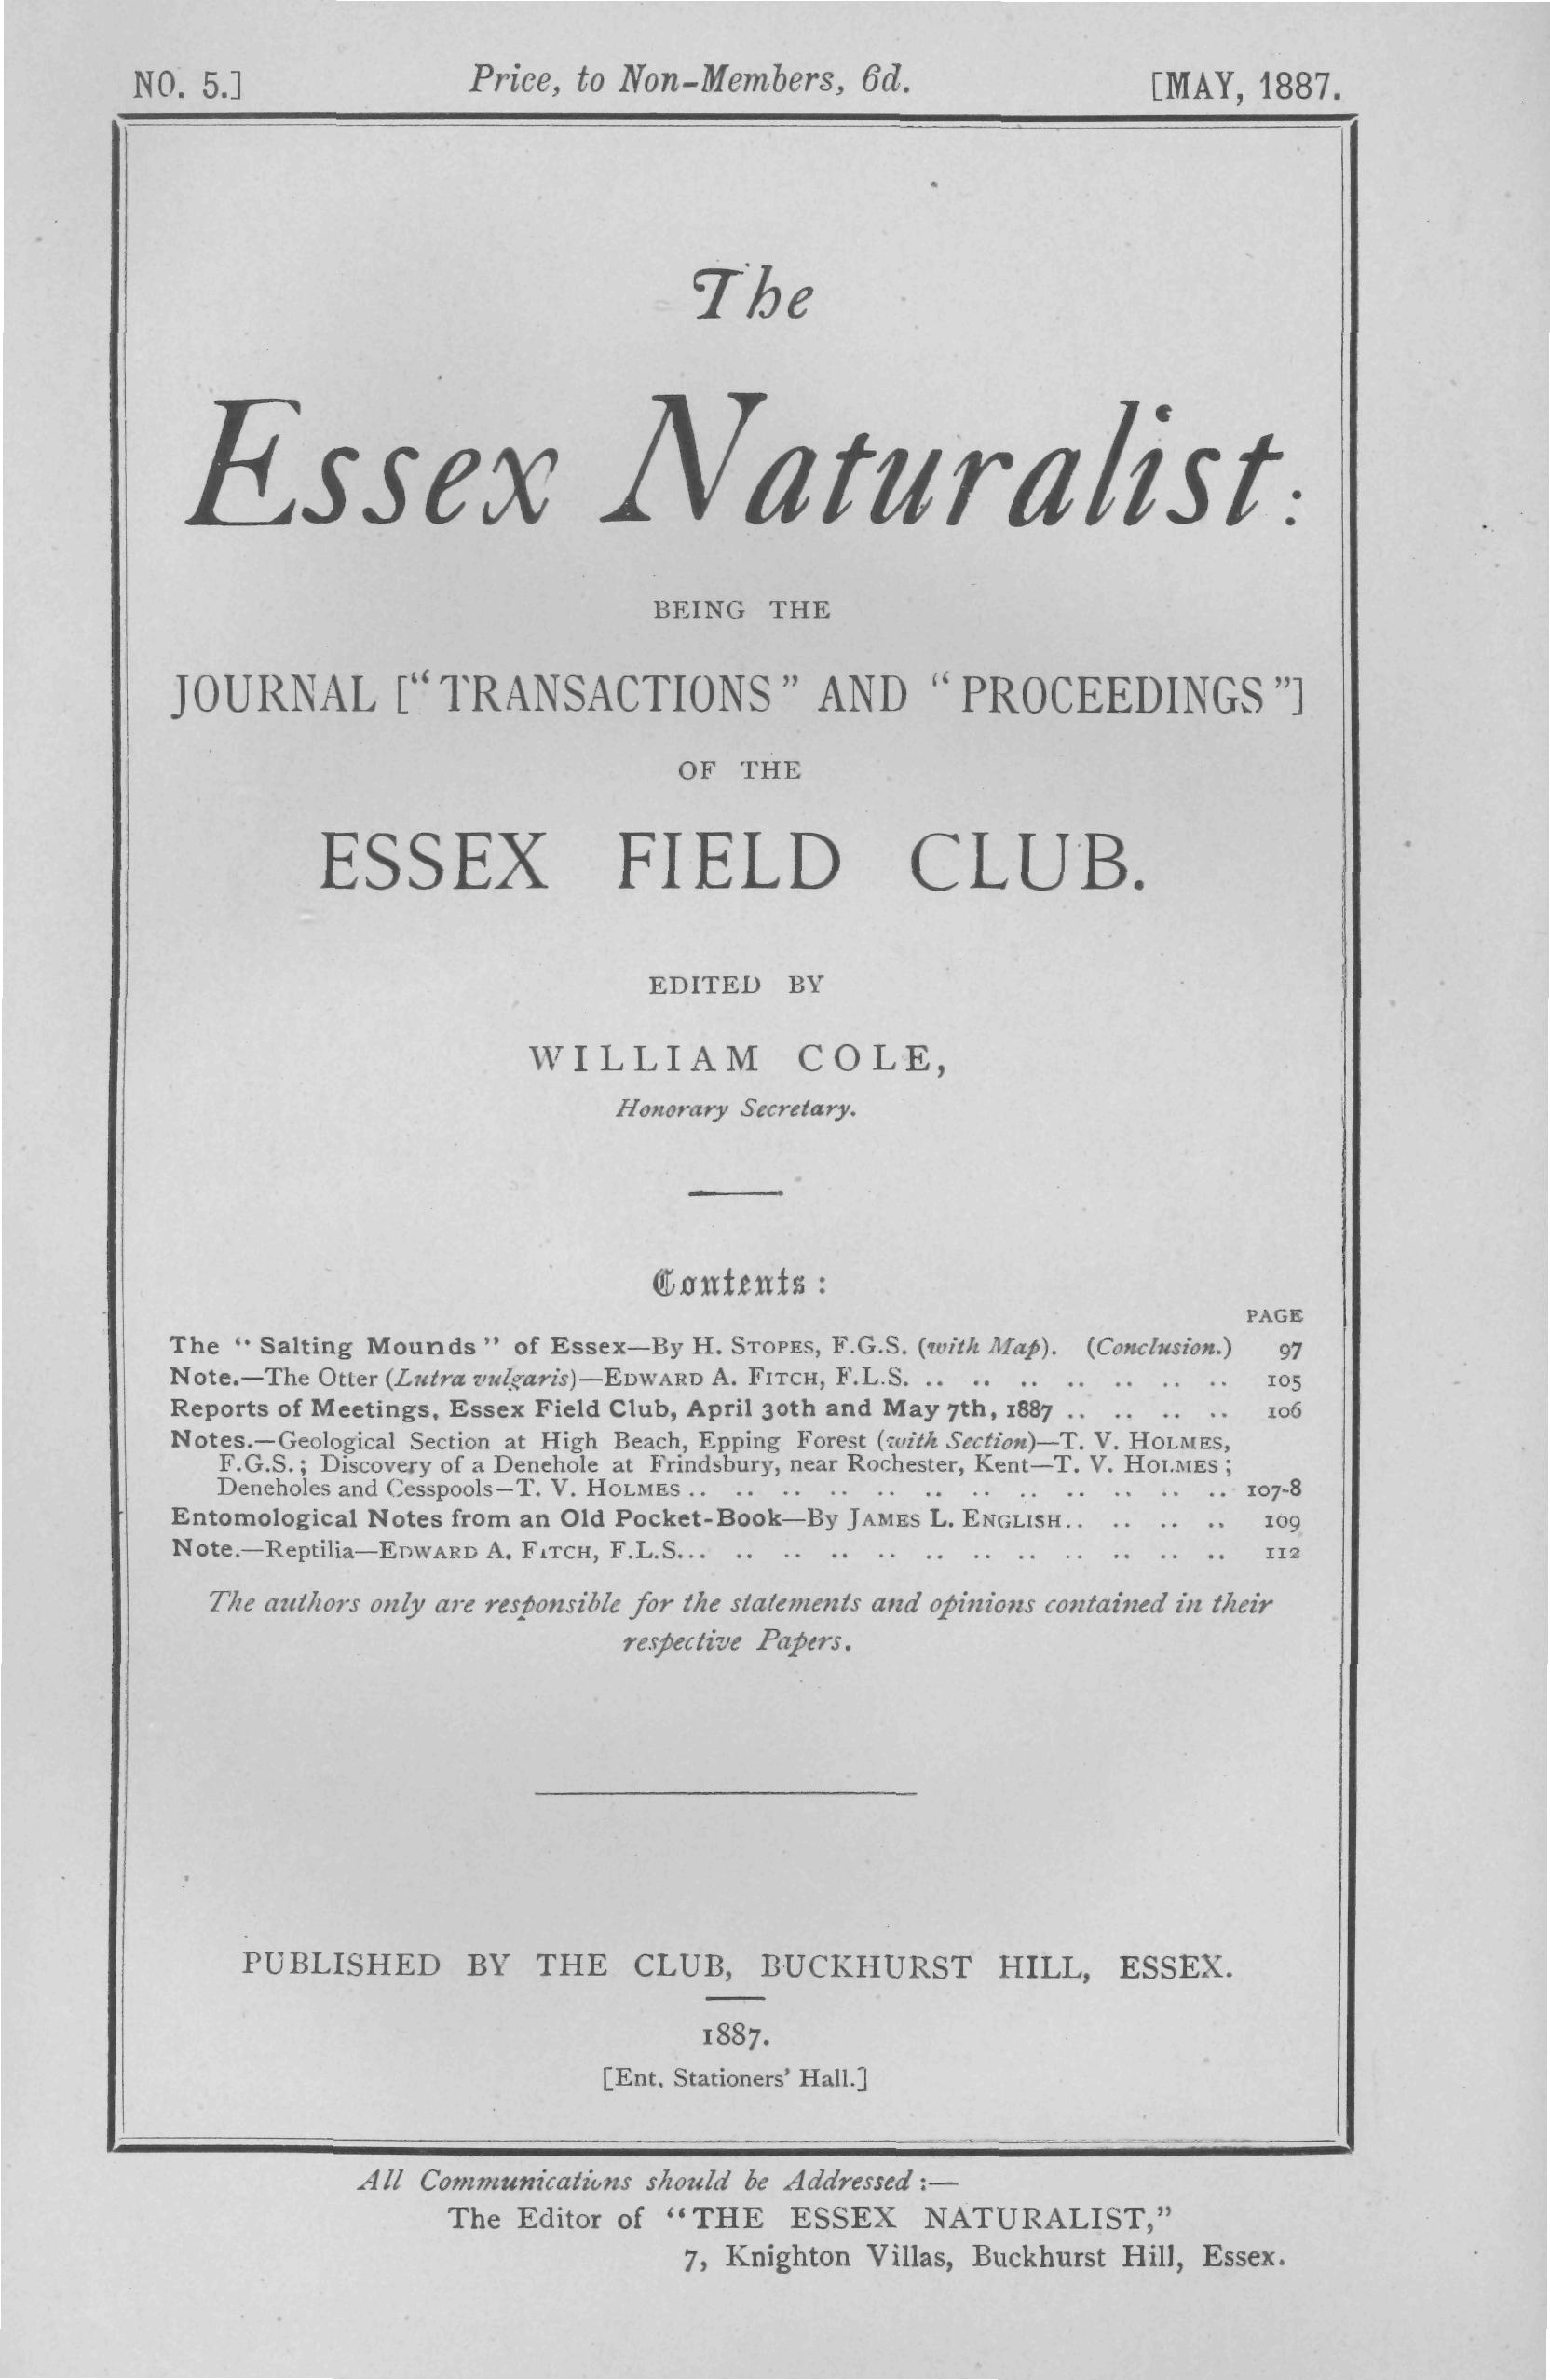 NO. 5.]
Price, to Non-Members, 6d.
[MAY, 1887.
The
Essex Naturalist:
BEING THE
JOURNAL ["TRANSACTIONS" AND "PROCEEDINGS"]
OF THE
ESSEX FIELD CLUB.
EDITED BY
WILLIAM COLE,
Honorary Secretary.
Contents:
PAGE
The "Salting Mounds" of Essex—By H. STOPES, F.G.S. (with Map). (Conclusion.) 97
Note.—The Otter (Lutra vulgaris)—EDWARD A. FITCH, F.L.S. .. .. .. .. .. .. .. 105
Reports of Meetings, Essex Field Club, April 30th and May 7th, 1887 .. .. .. .. 106
Notes.—Geological Section at High Beach, Epping Forest (with Section)—T. V. HOLMES,
F.G.S.; Discovery of a Denehole at Frindsbury, near Rochester, Kent—T. V. HOLMES;
Deneholes and Cesspools—T. V. HOLMES .. .. .. .. .. .. .. .. .. .. .. .. 107-8
Entomological Notes from an Old Pocket-Book—By JAMES L. ENGLISH.. .. .. .. 109
Note.—Reptilia—EDWARD A. FITCH, F.L.S... .. .. .. .. .. .. .. .. .. .. .. 112
The authors only are responsible for the statements and opinions contained in their
respective Papers.
PUBLISHED BY THE CLUB, BUCKHURST HILL, ESSEX.
1887.
[Ent. Stationers' Hall.]
All Communications should be Addressed:—
The Editor of "THE ESSEX NATURALIST,"
7, Knighton Villas, Buckhurst Hill, Essex.